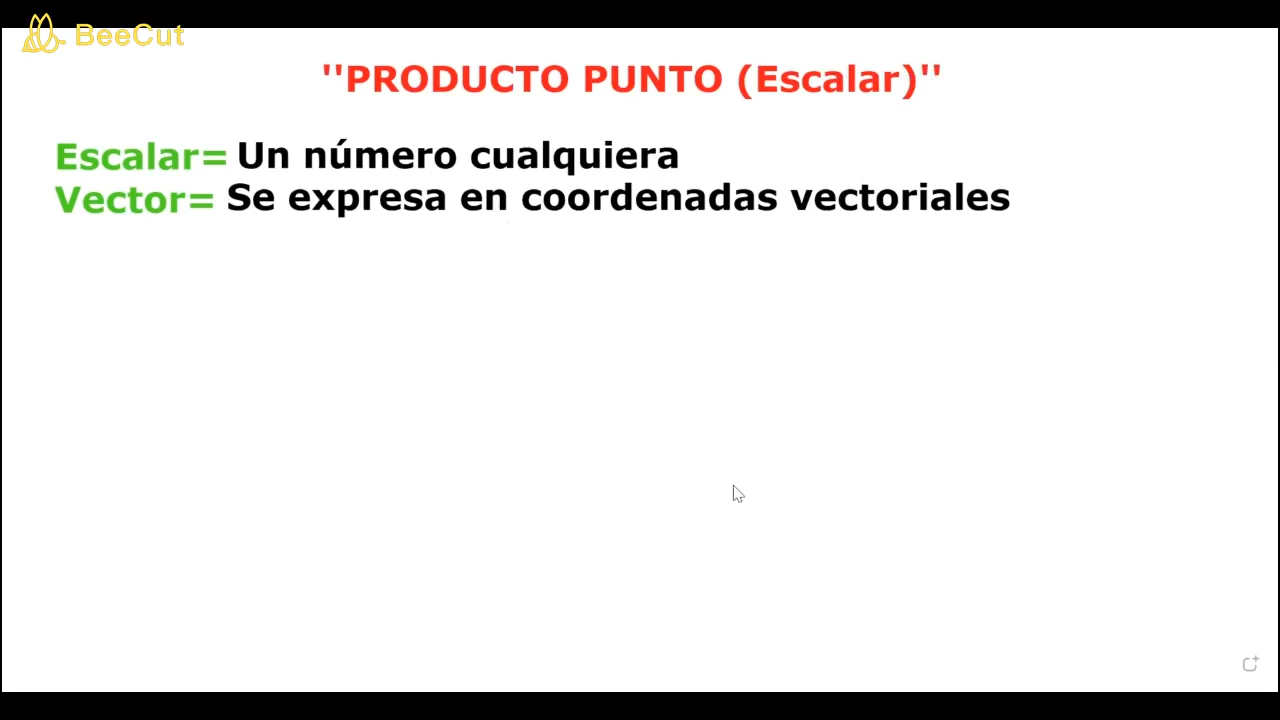 BeeCut
''PRODUCTO PUNTO (Escalar)''
Escalar= Un número cualquiera
Vector= Se expresa en coordenadas vectoriales